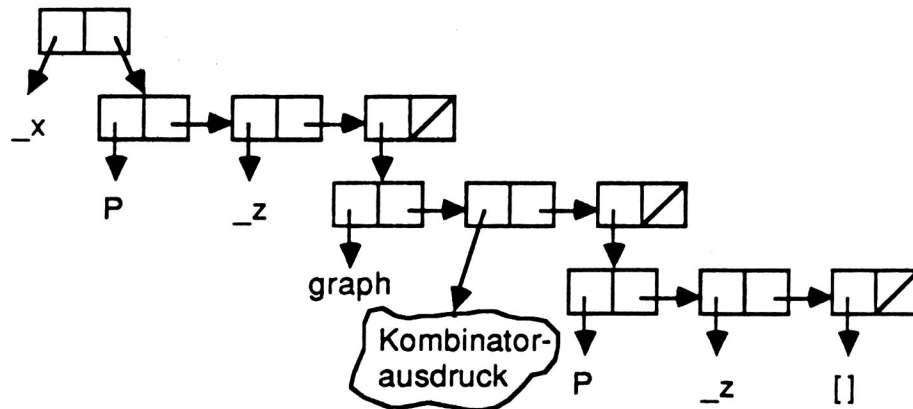 _x
P
_z
graph
Kombinator-
ausdruck
P
_z
[]